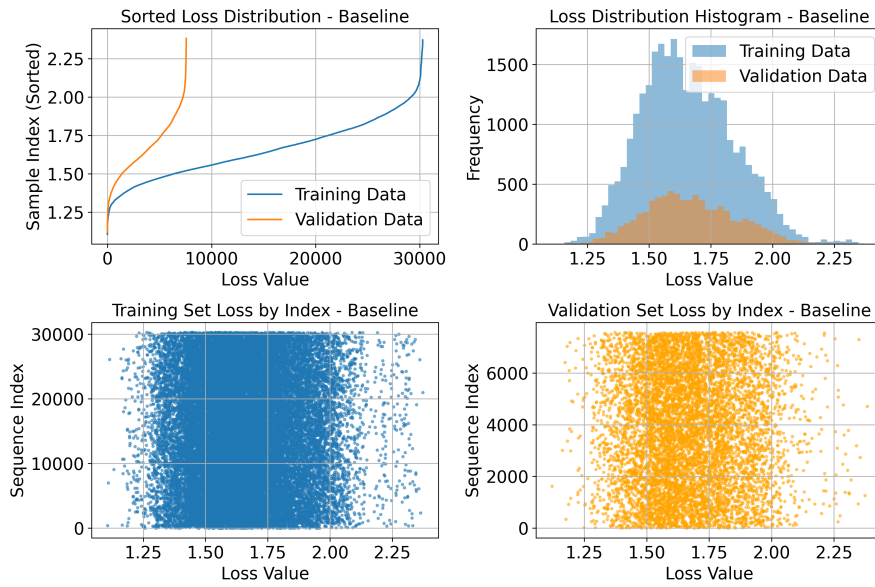 Sorted Loss Distribution - Baseline
Sample Index (Sorted)
2.25
2.00
1.75
1.50
1.25
0
10000
20000
30000
Loss Value
Training Data
Validation Data
Loss Distribution Histogram - Baseline
Frequency
1500
1000
500
0
1.25
1.50
1.75
2.00
2.25
Loss Value
Training Data
Validation Data
Training Set Loss by Index - Baseline
Sequence Index
30000
20000
10000
0
1.25
1.50
1.75
2.00
2.25
Loss Value
Validation Set Loss by Index - Baseline
Sequence Index
6000
4000
2000
0
1.25
1.50
1.75
2.00
2.25
Loss Value